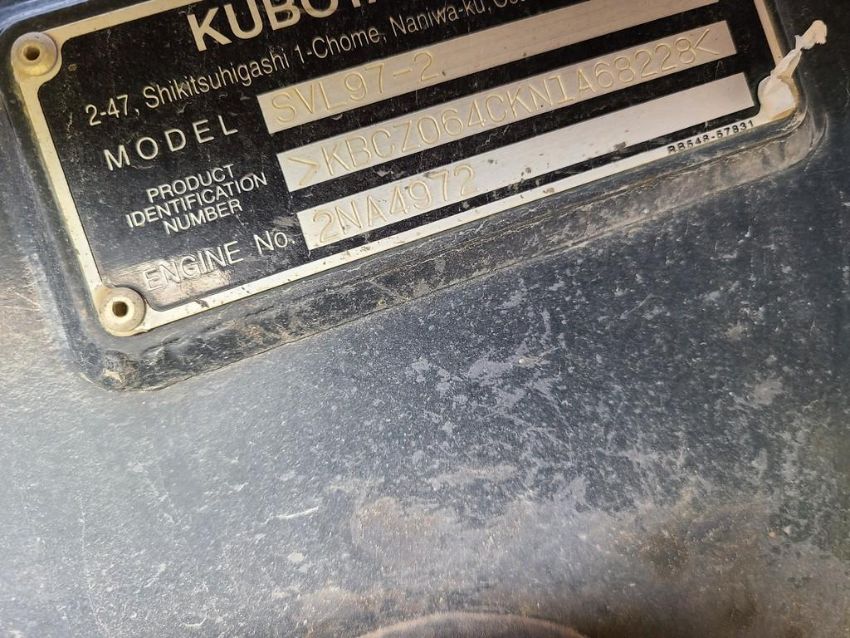 KUBOTA
2-47, Shikitsuhigashi 1-Chome, Naniwa-ku,
MODEL SVL97-2
PRODUCT IDENTIFICATION NUMBER >KBCZ064CKN1A68228<
ENGINE No. 2NA4972
RB548-57831